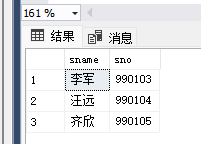 161 %
结果 消息
sname sno
1 李军 990103
2 汪远 990104
3 齐欣 990105